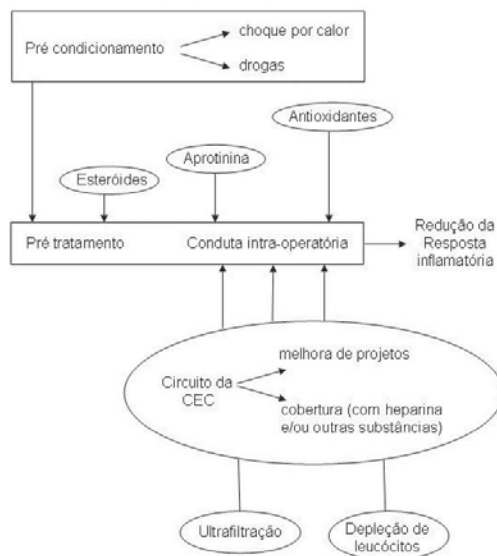 choque por calor
Pré condicionamento
drogas
Antioxidantes
Aprotinina
Esteróides
Pré tratamento
Conduta intra-operatória
Redução da
Resposta
inflamatória
melhora de projetos
Circuito da
CEC
cobertura (com heparina
e/ou outras substâncias)
Ultrafiltração
Depleção de
leucócitos